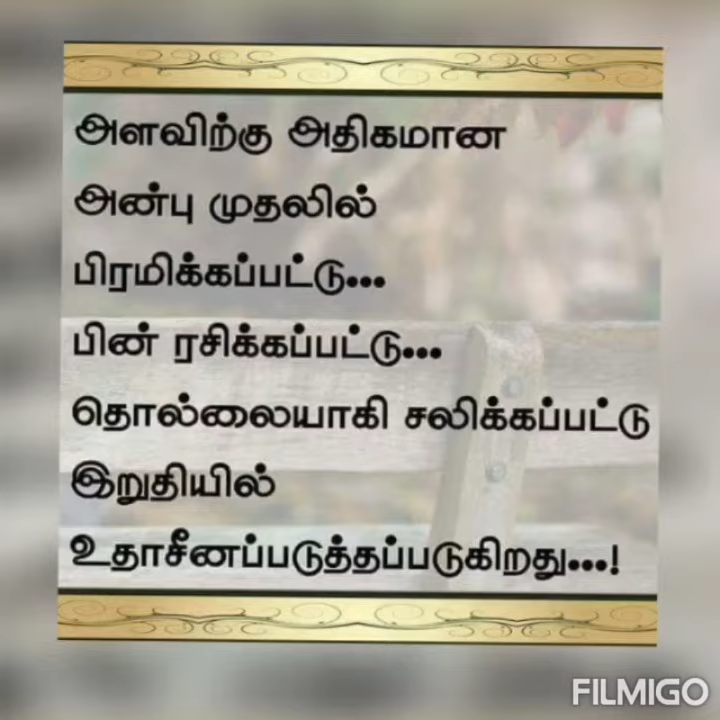 அளவிற்கு அதிகமான
அன்பு முதலில்
பிரமிக்கப்பட்டு...
பின் ரசிக்கப்பட்டு...
தொல்லையாகி சலிக்கப்பட்டு
இறுதியில்
உதாசீனப்படுத்தப்படுகிறது...!
FILMIGO